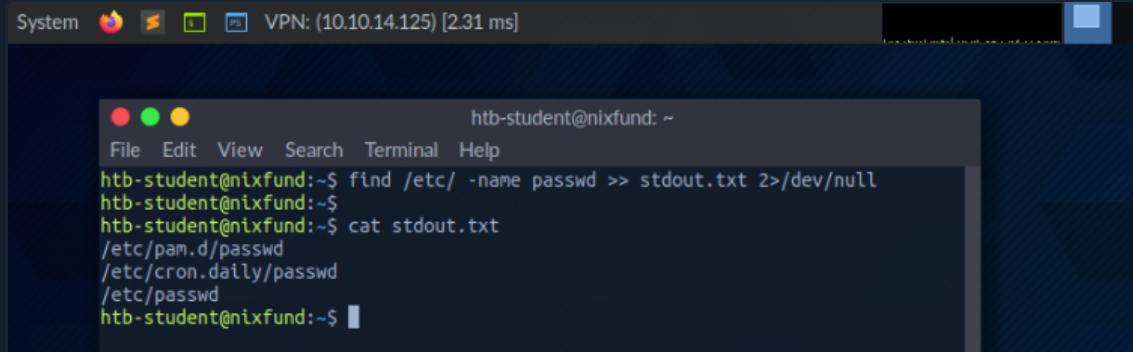 System VPN: (10.10.14.125) [2.31 ms]
htb-student@nixfund: ~
File Edit View Search Terminal Help
htb-student@nixfund:~$ find /etc/ -name passwd >> stdout.txt 2>/dev/null
htb-student@nixfund:~$
htb-student@nixfund:~$ cat stdout.txt
/etc/pam.d/passwd
/etc/cron.daily/passwd
/etc/passwd
htb-student@nixfund:~$